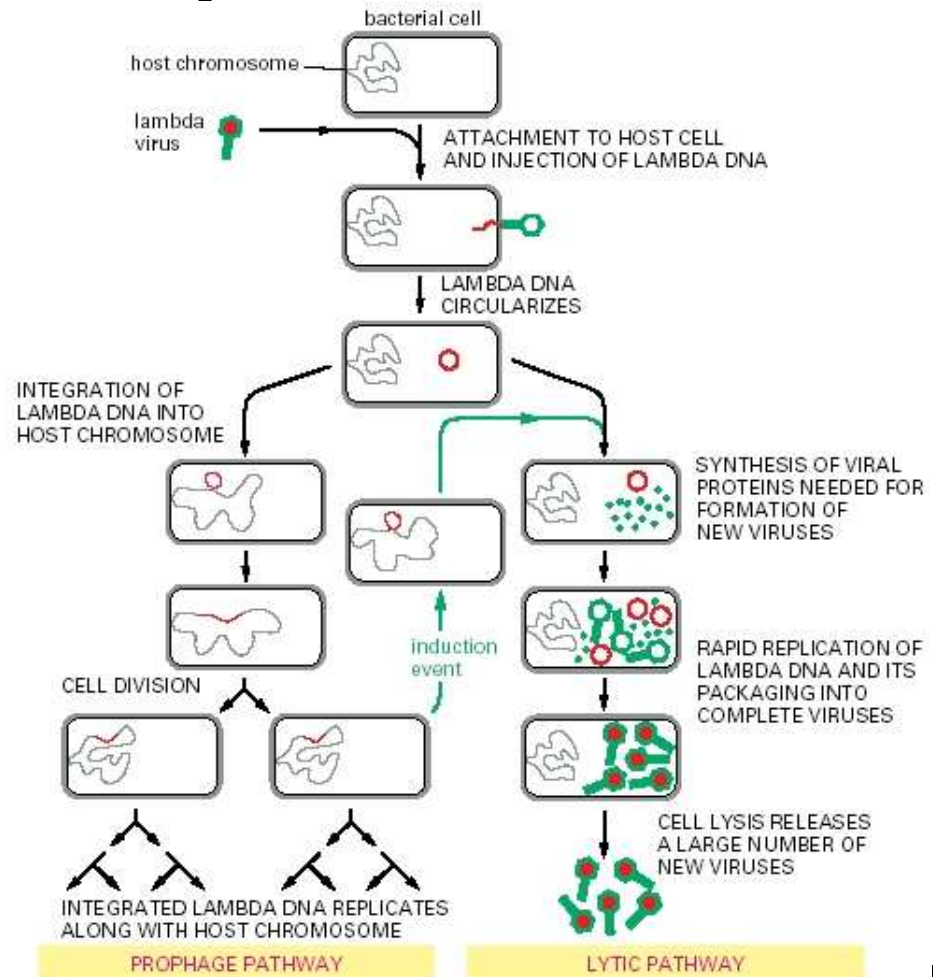 bacterial cell
host chromosome
lambda
virus
ATTACHMENT TO HOST CELL
AND INJECTION OF LAMBDA DNA
LAMBDA DNA
CIRCULARIZES
INTEGRATION OF
LAMBDA DNA INTO
HOST CHROMOSOME
SYNTHESIS OF VIRAL
PROTEINS NEEDED FOR
FORMATION OF
NEW VIRUSES
induction
event
RAPID REPLICATION OF
LAMBDA DNA AND ITS
PACKAGING INTO
COMPLETE VIRUSES
CELL DIVISION
CELL LYSIS RELEASES
A LARGE NUMBER OF
NEW VIRUSES
INTEGRATED LAMBDA DNA REPLICATES
ALONG WITH HOST CHROMOSOME
PROPHAGE PATHWAY
LYTIC PATHWAY